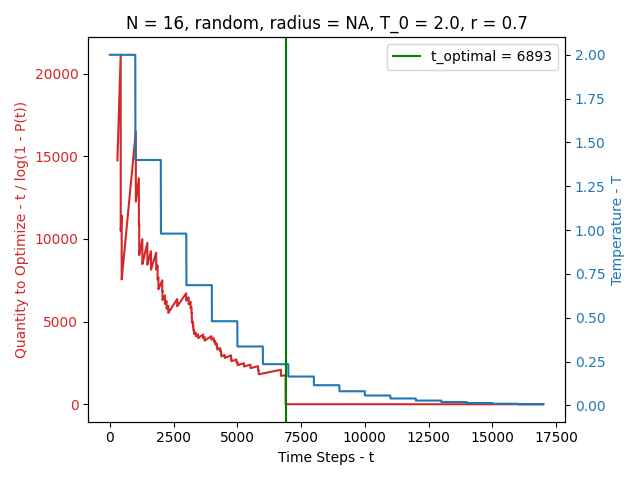 N = 16, random, radius = NA, T_0 = 2.0, r = 0.7
t_optimal = 6893
Quantity to Optimize - t / log(1 - P(t))
20000
15000
10000
5000
0
2.00
1.75
1.50
1.25
1.00
0.75
0.50
0.25
0.00
Temperature - T
0 2500 5000 7500 10000 12500 15000 17500
Time Steps - t